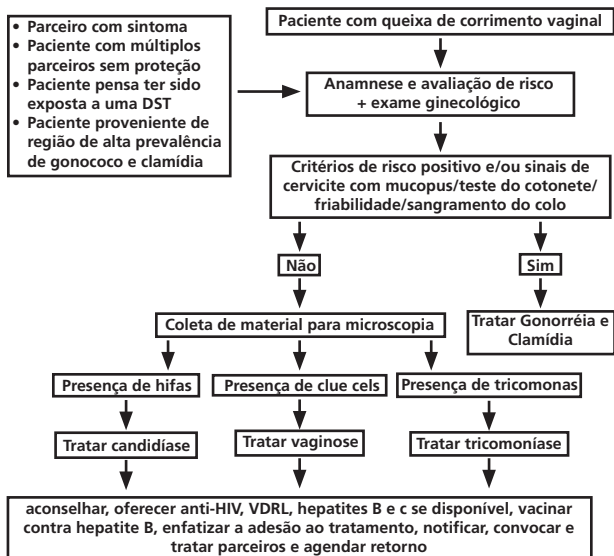 • Parceiro com sintoma
• Paciente com múltiplos
parceiros sem proteção
• Paciente pensa ter sido
exposta a uma DST
• Paciente proveniente de
região de alta prevalência
de gonococo e clamídia
Paciente com queixa de corrimento vaginal
Anamnese e avaliação de risco
+ exame ginecológico
Critérios de risco positivo e/ou sinais de
cervicite com mucopus/teste do cotonete/
friabilidade/sangramento do colo
Não
Sim
Coleta de material para microscopia
Tratar Gonorréia e
Clamídia
Presença de hifas
Presença de clue cels
Presença de tricomonas
Tratar candidíase
Tratar vaginose
Tratar tricomoníase
aconselhar, oferecer anti-HIV, VDRL, hepatites B e c se disponível, vacinar
contra hepatite B, enfatizar a adesão ao tratamento, notificar, convocar e
tratar parceiros e agendar retorno